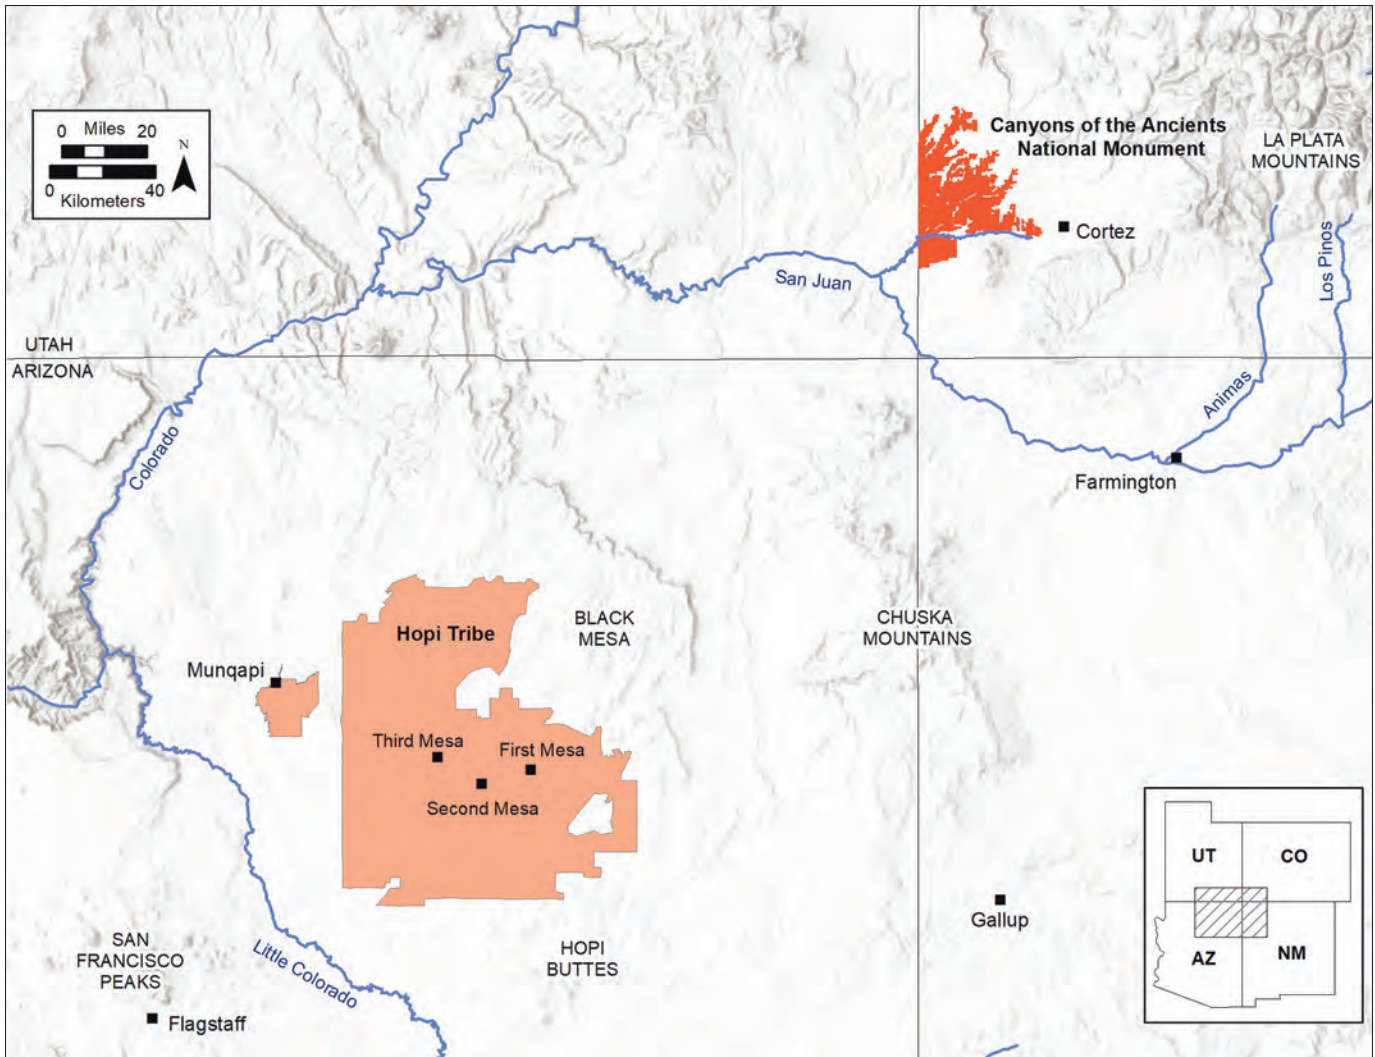 0 Miles 20
N
0 40
Kilometers
Canyons of the Ancients
National Monument
LA PLATA
MOUNTAINS
Cortez
San Juan
Los Pinos
UTAH
ARIZONA
Animas
Colorado
Farmington
Hopi Tribe
BLACK
MESA
CHUSKA
MOUNTAINS
Munqapi
Third Mesa
First Mesa
Second Mesa
UT
CO
Gallup
SAN
FRANCISCO
PEAKS
HOPI
BUTTES
Little Colorado
AZ
NM
Flagstaff